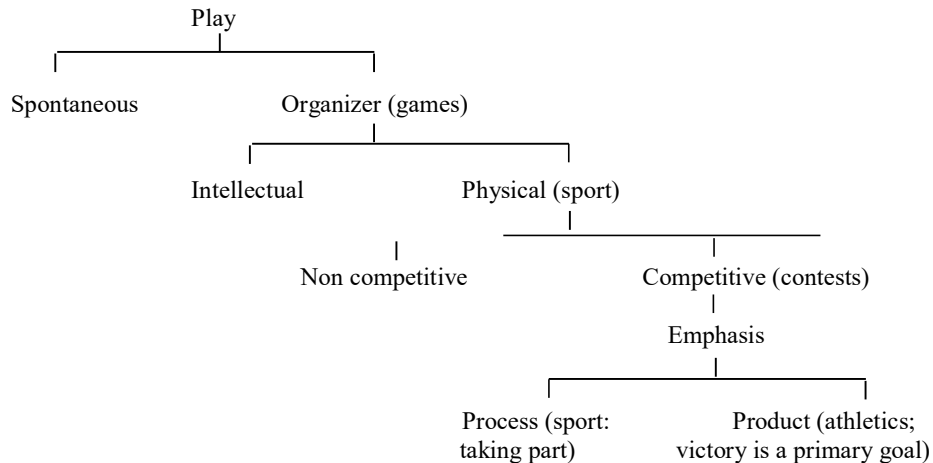 Play
Spontaneous Organizer (games)
Intellectual Physical (sport)
Non competitive Competitive (contests)
Emphasis
Process (sport: Product (athletics;
taking part) victory is a primary goal)